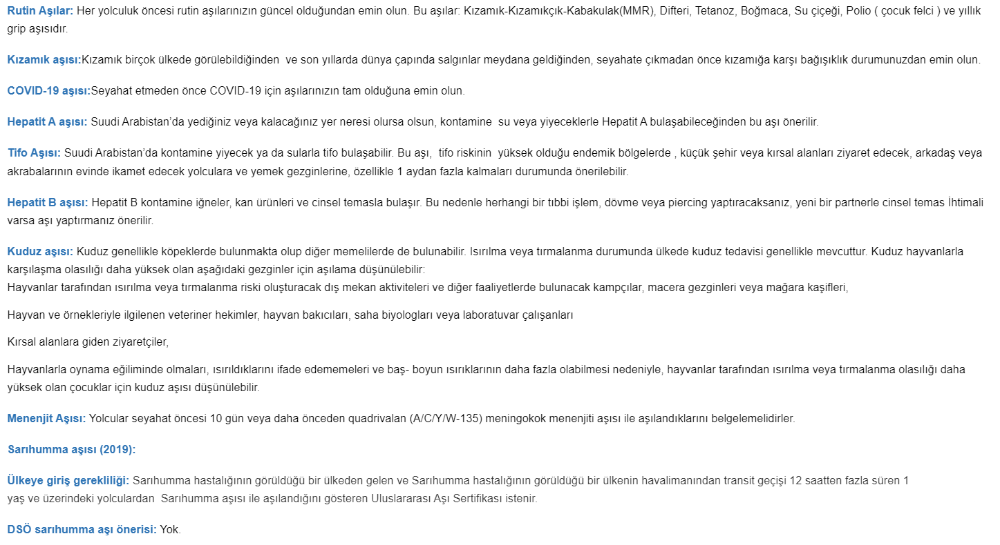 Rutin Aşılar: Her yolculuk öncesi rutin aşılarınızın güncel olduğundan emin olun. Bu aşılar: Kızamık-Kızamıkçık-Kabakulak(MMR), Difteri, Tetanoz, Boğmaca, Su çiçeği, Polio ( çocuk felci ) ve yıllık
grip aşısıdır.
Kızamık aşısı:Kızamık birçok ülkede görülebildiğinden  ve son yıllarda dünya çapında salgınlar meydana geldiğinden, seyahate çıkmadan önce kızamığa karşı bağışıklık durumunuzdan emin olun.
COVID-19 aşısı:Seyahat etmeden önce COVID-19 için aşılarınızın tam olduğuna emin olun.
Hepatit A aşısı: Suudi Arabistan’da yediğiniz veya kalacağınız yer neresi olursa olsun, kontamine  su veya yiyeceklerle Hepatit A bulaşabileceğinden bu aşı önerilir.
Tifo Aşısı: Suudi Arabistan’da kontamine yiyecek ya da sularla tifo bulaşabilir. Bu aşı,  tifo riskinin  yüksek olduğu endemik bölgelerde , küçük şehir veya kırsal alanları ziyaret edecek, arkadaş veya
akrabalarının evinde ikamet edecek yolculara ve yemek gezginlerine, özellikle 1 aydan fazla kalmaları durumunda önerilebilir.
Hepatit B aşısı: Hepatit B kontamine iğneler, kan ürünleri ve cinsel temasla bulaşır. Bu nedenle herhangi bir tıbbi işlem, dövme veya piercing yaptıracaksanız, yeni bir partnerle cinsel temas İhtimali
varsa aşı yaptırmanız önerilir.
Kuduz aşısı: Kuduz genellikle köpeklerde bulunmakta olup diğer memelilerde de bulunabilir. Isırılma veya tırmalanma durumunda ülkede kuduz tedavisi genellikle mevcuttur. Kuduz hayvanlarla
karşılaşma olasılığı daha yüksek olan aşağıdaki gezginler için aşılama düşünülebilir:
Hayvanlar tarafından ısırılma veya tırmalanma riski oluşturacak dış mekan aktiviteleri ve diğer faaliyetlerde bulunacak kampçılar, macera gezginleri veya mağara kaşifleri,
Hayvan ve örnekleriyle ilgilenen veteriner hekimler, hayvan bakıcıları, saha biyologları veya laboratuvar çalışanları
Kırsal alanlara giden ziyaretçiler,
Hayvanlarla oynama eğiliminde olmaları, ısırıldıklarını ifade edememeleri ve baş- boyun ısırıklarının daha fazla olabilmesi nedeniyle, hayvanlar tarafından ısırılma veya tırmalanma olasılığı daha
yüksek olan çocuklar için kuduz aşısı düşünülebilir.
Menenjit Aşısı: Yolcular seyahat öncesi 10 gün veya daha önceden quadrivalan (A/C/Y/W-135) meningokok menenjiti aşısı ile aşılandıklarını belgelemelidirler.
Sarıhumma aşısı (2019):
Ülkeye giriş gerekliliği: Sarıhumma hastalığının görüldüğü bir ülkeden gelen ve Sarıhumma hastalığının görüldüğü bir ülkenin havalimanından transit geçişi 12 saatten fazla süren 1
yaş ve üzerindeki yolculardan  Sarıhumma aşısı ile aşılandığını gösteren Uluslararası Aşı Sertifikası istenir.
DSÖ sarıhumma aşı önerisi: Yok.